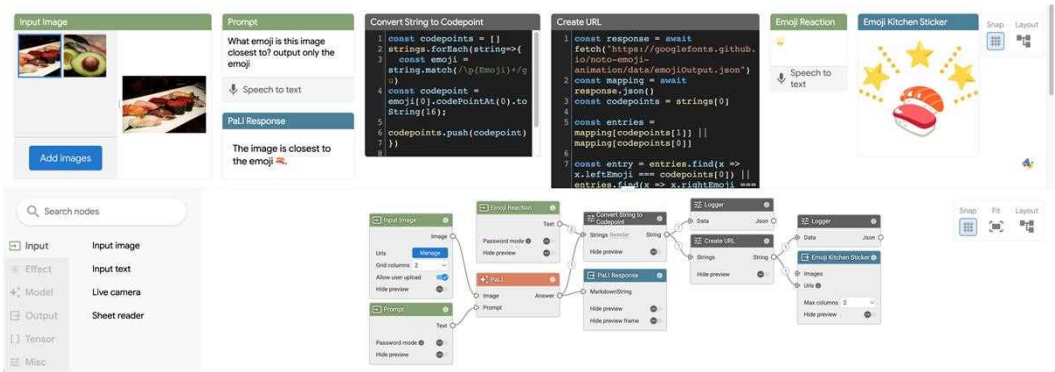 Input Image
Add images
Prompt
What emoji is this image
closest to? output only the
emoji
Speech to text
PaLI Response
The image is closest to
the emoji 🍣.
Convert String to Codepoint
1 const codepoints = []
2 strings.forEach(string=>{
3 const emoji =
string.match(/\p{Emoji}+/g
u)
4 const codepoint =
emoji[0].codePointAt(0).to
String(16);
5
6 codepoints.push(codepoint)
7 })
8
Create URL
1 const response = await
fetch("https://googlefonts.github.
io/noto-emoji-
animation/data/emojiOutput.json")
2 const mapping = await
response.json()
3 const codepoints = strings[0]
4
5 const entries =
mapping[codepoints[1]] ||
mapping[codepoints[0]]
6
7 const entry = entries.find(x =>
x.leftEmoji === codepoints[0]) ||
entries.find(x => x.rightEmoji ===
Emoji Reaction
Speech to
text
Emoji Kitchen Sticker
Snap Layout
Search nodes
Input
Effect
Model
Output
[ ] Tensor
Misc
Input image
Input text
Live camera
Sheet reader
Input Image
Image
Urls Manage
Grid columns 2
Allow user upload
Hide preview
Prompt
Text
Password mode
Hide preview
Emoji Reaction
Text
Password mode
Hide preview
PaLI
Image Answer
Prompt
Convert String to
Codepoint
Strings Reorder String
Hide preview
PaLI Response
MarkdownString
Hide preview
Hide preview frame
Logger
Data Json
Create URL
Strings String
Hide preview
Logger
Data Json
Emoji Kitchen Sticker
Images
Urls
Max columns 2
Hide preview
Snap Fit Layout